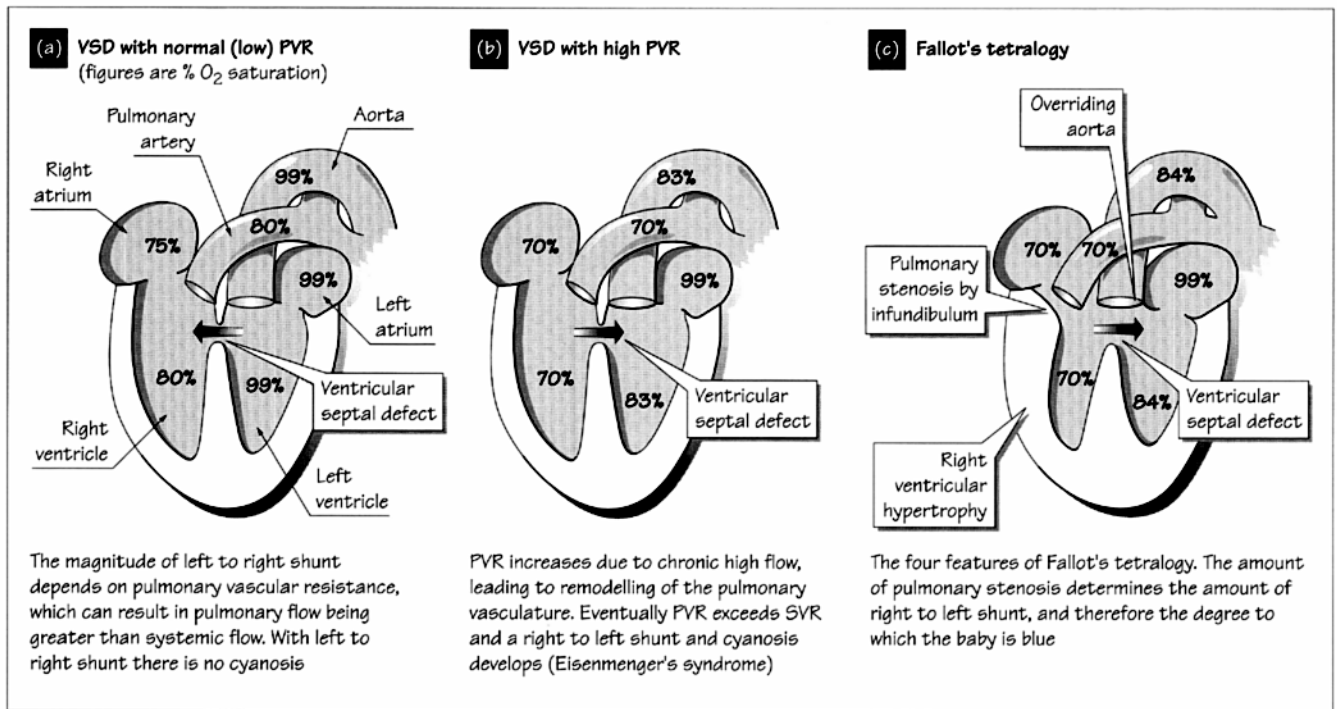 (a) VSD with normal (low) PVR
(figures are % O₂ saturation)
Pulmonary
artery
Aorta
Right
atrium
99%
80%
75%
99%
Left
atrium
80%
99%
Ventricular
septal defect
Right
ventricle
Left
ventricle
The magnitude of left to right shunt
depends on pulmonary vascular resistance,
which can result in pulmonary flow being
greater than systemic flow. With left to
right shunt there is no cyanosis
(b) VSD with high PVR
83%
70%
70%
99%
70%
83%
Ventricular
septal defect
PVR increases due to chronic high flow,
leading to remodelling of the pulmonary
vasculature. Eventually PVR exceeds SVR
and a right to left shunt and cyanosis
develops (Eisenmenger's syndrome)
(c) Fallot's tetralogy
Overriding
aorta
84%
70%
70%
99%
Pulmonary
stenosis by
infundibulum
70%
84%
Ventricular
septal defect
Right
ventricular
hypertrophy
The four features of Fallot's tetralogy. The amount
of pulmonary stenosis determines the amount of
right to left shunt, and therefore the degree to
which the baby is blue